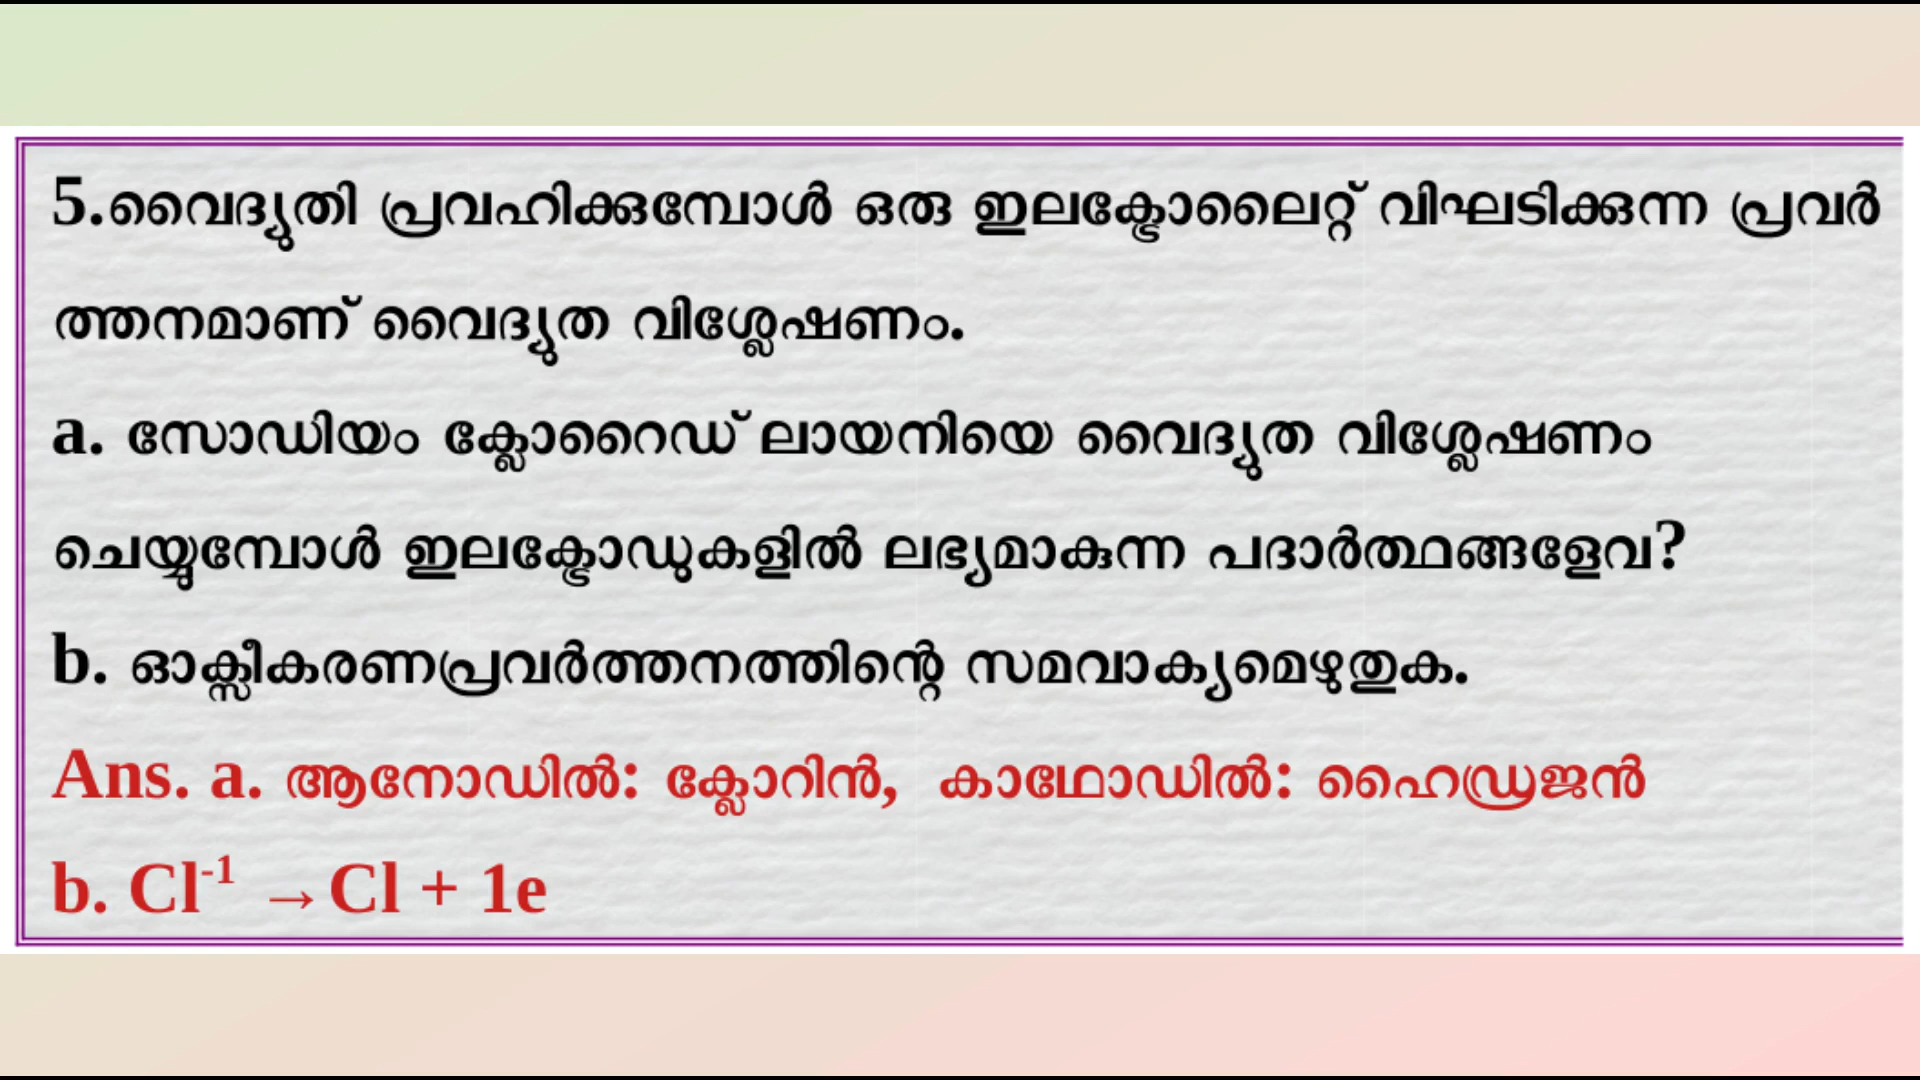 5.വൈദ്യുതി പ്രവഹിക്കുമ്പോൾ ഒരു ഇലക്ട്രോലൈറ്റ് വിഘടിക്കുന്ന പ്രവർ
ത്തനമാണ് വൈദ്യുത വിശ്ലേഷണം.
a. സോഡിയം ക്ലോറൈഡ് ലായനിയെ വൈദ്യുത വിശ്ലേഷണം
ചെയ്യുമ്പോൾ ഇലക്ട്രോഡുകളിൽ ലഭ്യമാകുന്ന പദാർത്ഥങ്ങളേവ?
b. ഓക്സീകരണപ്രവർത്തനത്തിന്റെ സമവാക്യമെഴുതുക.
Ans. a. ആനോഡിൽ: ക്ലോറിൻ, കാഥോഡിൽ: ഹൈഡ്രജൻ
b. Cl⁻¹ → Cl + 1e